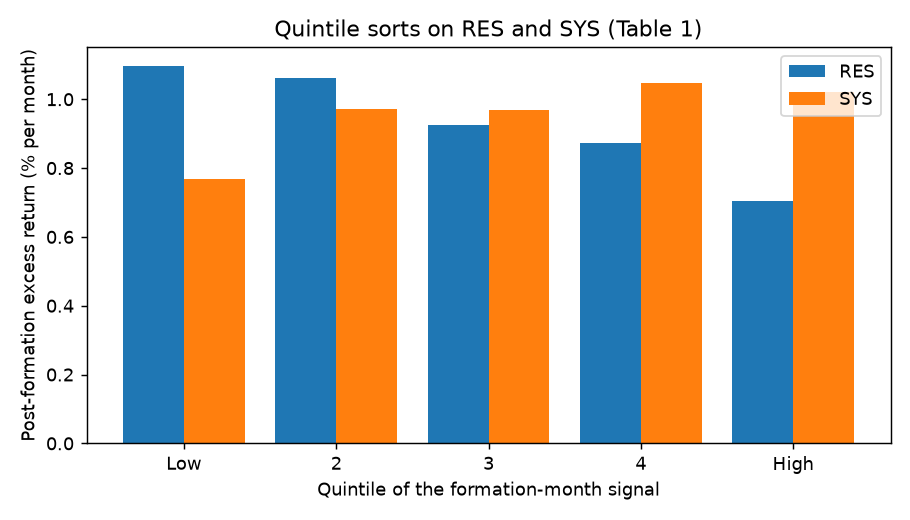 Quintile sorts on RES and SYS (Table 1)
Post-formation excess return (% per month)
1.0
0.8
0.6
0.4
0.2
0.0
RES
SYS
Low
2
3
4
High
Quintile of the formation-month signal